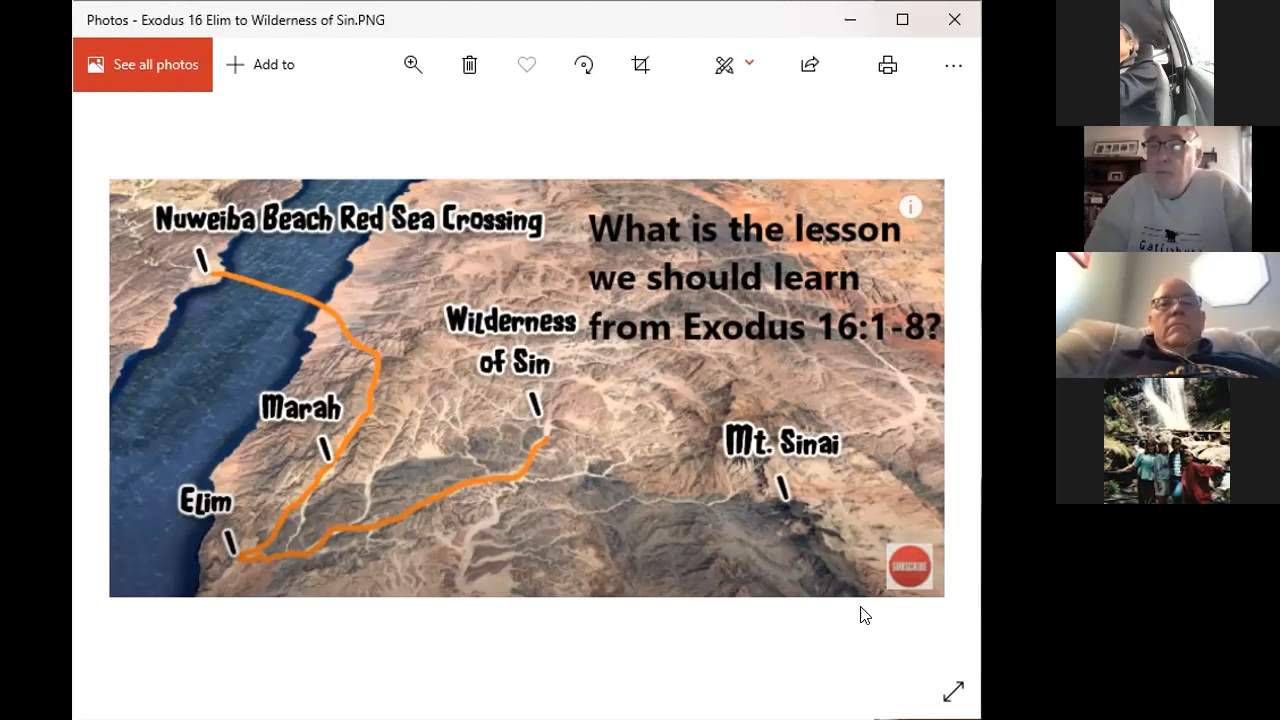 Photos - Exodus 16 Elim to Wilderness of Sin.PNG
See all photos
Add to
Nuweiba Beach Red Sea Crossing
What is the lesson
we should learn
from Exodus 16:1-8?
Wilderness
of Sin
Marah
Mt. Sinai
Elim
SUBSCRIBE